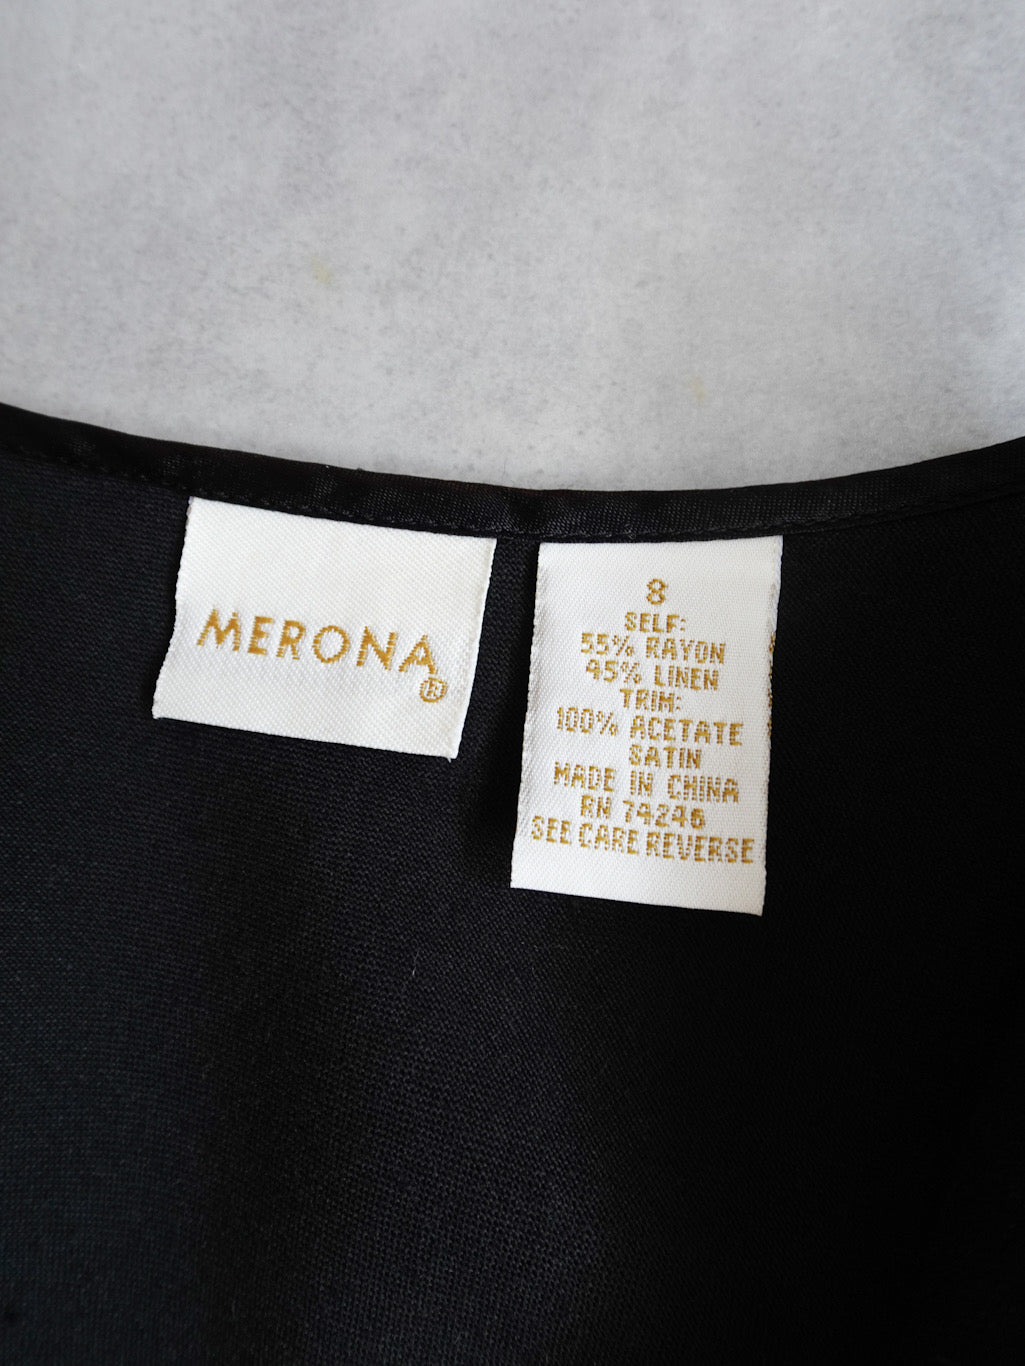 MERONA
®
8
SELF:
55% RAYON
45% LINEN
TRIM:
100% ACETATE
SATIN
MADE IN CHINA
RN 74246
SEE CARE REVERSE